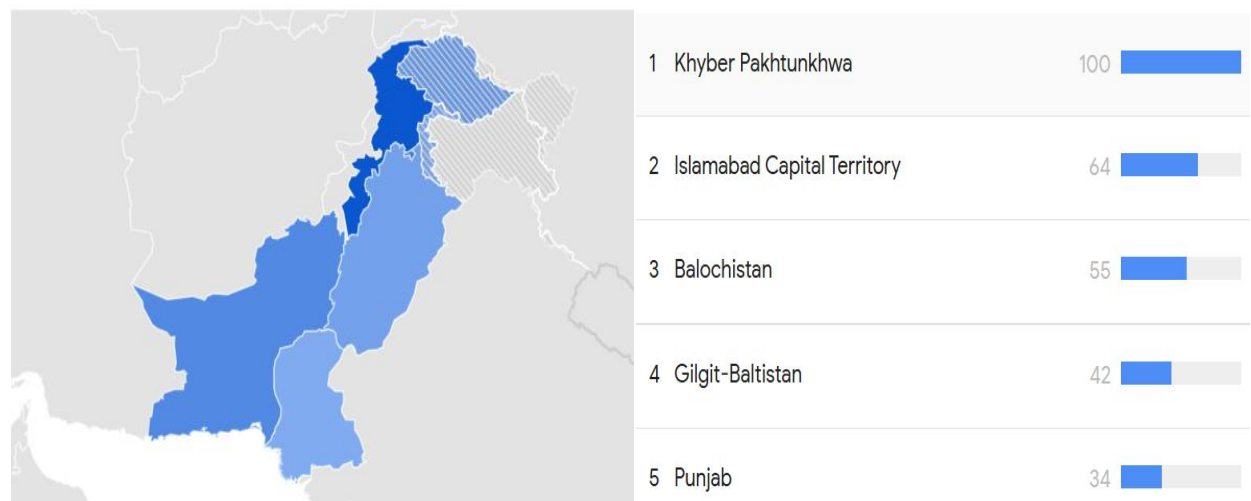 1 Khyber Pakhtunkhwa 100
2 Islamabad Capital Territory 64
3 Balochistan 55
4 Gilgit-Baltistan 42
5 Punjab 34